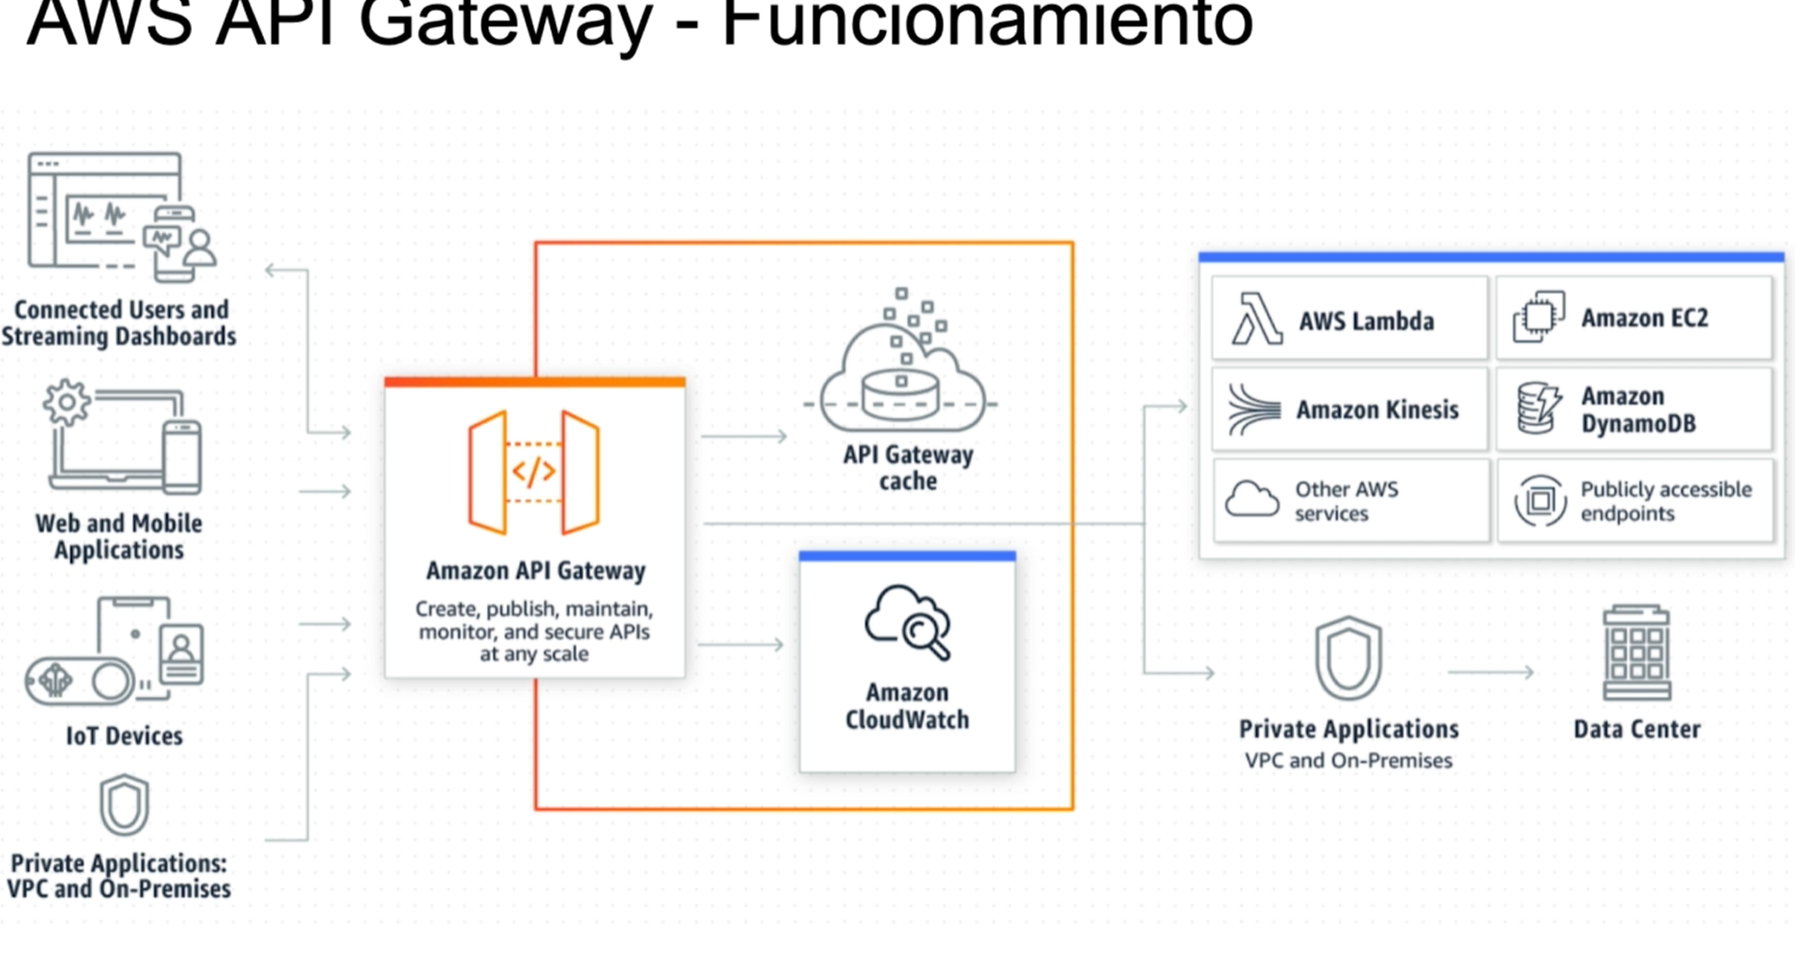 AWS API Gateway - Funcionamiento
Connected Users and
Streaming Dashboards
Web and Mobile
Applications
IoT Devices
Private Applications:
VPC and On-Premises
</>
Amazon API Gateway
Create, publish, maintain,
monitor, and secure APIs
at any scale
API Gateway
cache
Amazon
CloudWatch
AWS Lambda
Amazon EC2
Amazon Kinesis
Amazon
DynamoDB
Other AWS
services
Publicly accessible
endpoints
Private Applications
VPC and On-Premises
Data Center